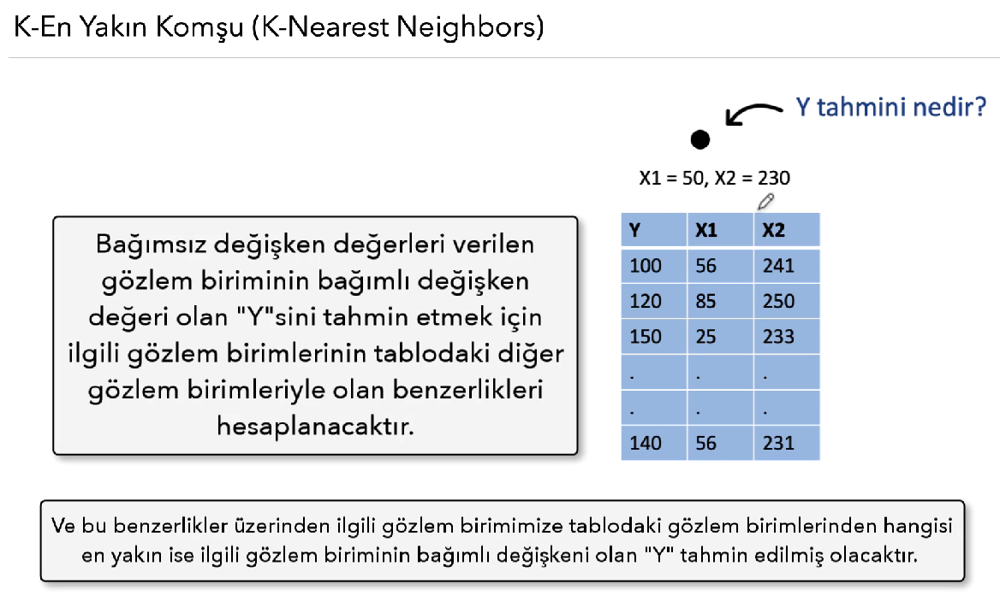 K-En Yakın Komşu (K-Nearest Neighbors)
Y tahmini nedir?
X1 = 50, X2 = 230
Y X1 X2
100 56 241
120 85 250
150 25 233
. . .
. . .
140 56 231
Bağımsız değişken değerleri verilen
gözlem biriminin bağımlı değişken
değeri olan "Y"sini tahmin etmek için
ilgili gözlem birimlerinin tablodaki diğer
gözlem birimleriyle olan benzerlikleri
hesaplanacaktır.
Ve bu benzerlikler üzerinden ilgili gözlem birimimize tablodaki gözlem birimlerinden hangisi
en yakın ise ilgili gözlem biriminin bağımlı değişkeni olan "Y" tahmin edilmiş olacaktır.